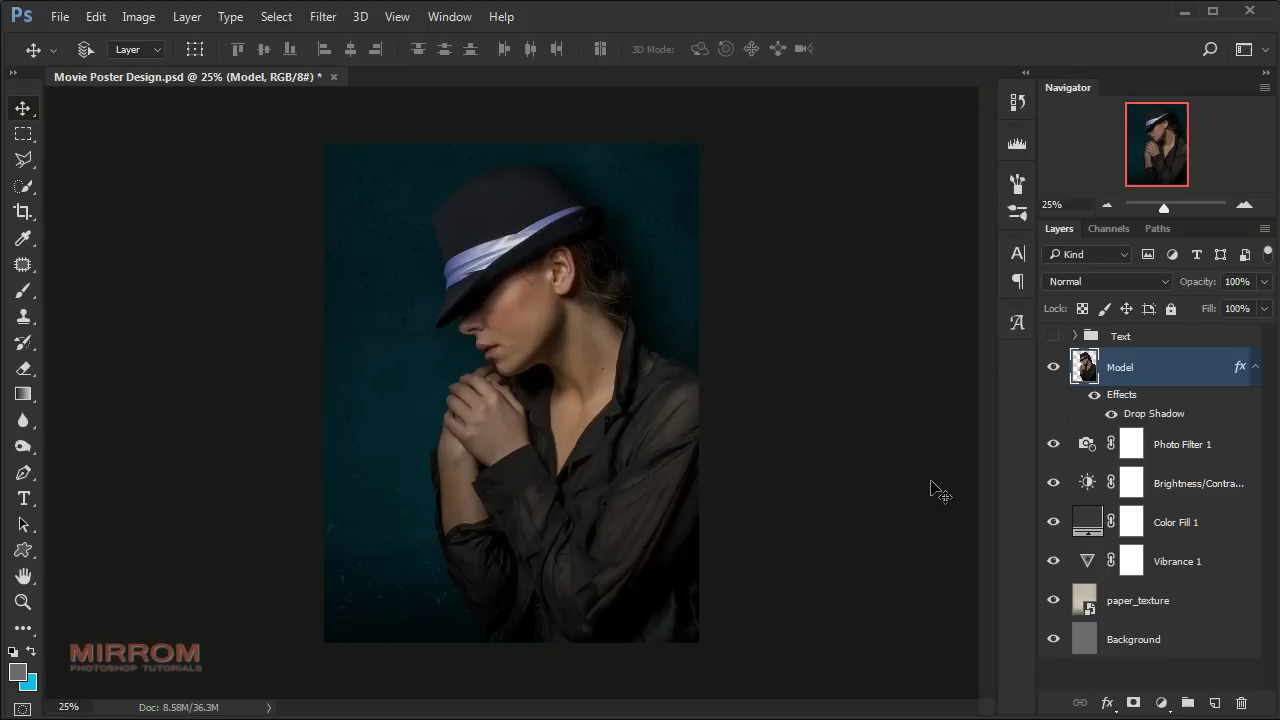 Ps File Edit Image Layer Type Select Filter 3D View Window Help
Layer 3D Mode:
Movie Poster Design.psd @ 25% (Model, RGB/8#) *
Navigator
25%
Layers Channels Paths
Kind
Normal Opacity: 100%
Lock: Fill: 100%
Text
Model fx
Effects
Drop Shadow
Photo Filter 1
Brightness/Contra...
Color Fill 1
Vibrance 1
paper_texture
Background
MIRROM
PHOTOSHOP TUTORIALS
25% Doc: 8.58M/36.3M
fx